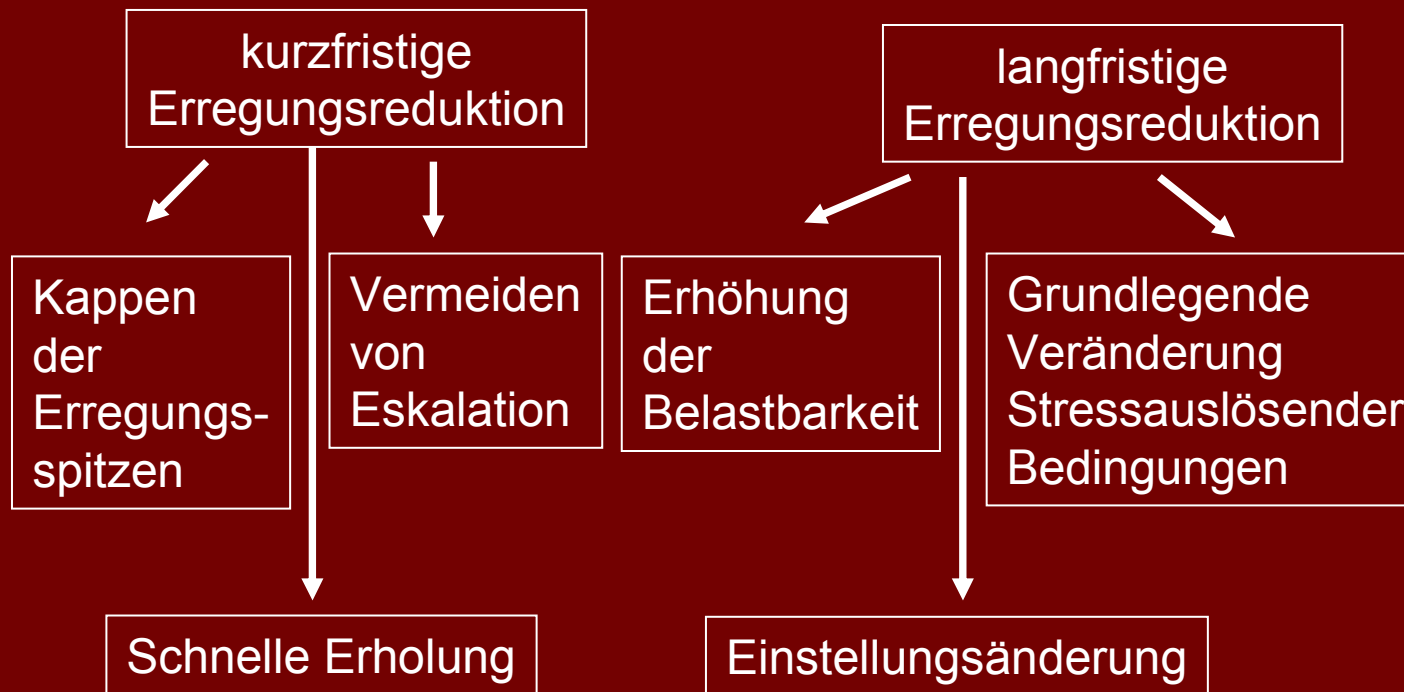 kurzfristige
Erregungsreduktion
langfristige
Erregungsreduktion
Kappen
der
Erregungs-
spitzen
Vermeiden
von
Eskalation
Erhöhung
der
Belastbarkeit
Grundlegende
Veränderung
Stressauslösender
Bedingungen
Schnelle Erholung
Einstellungsänderung